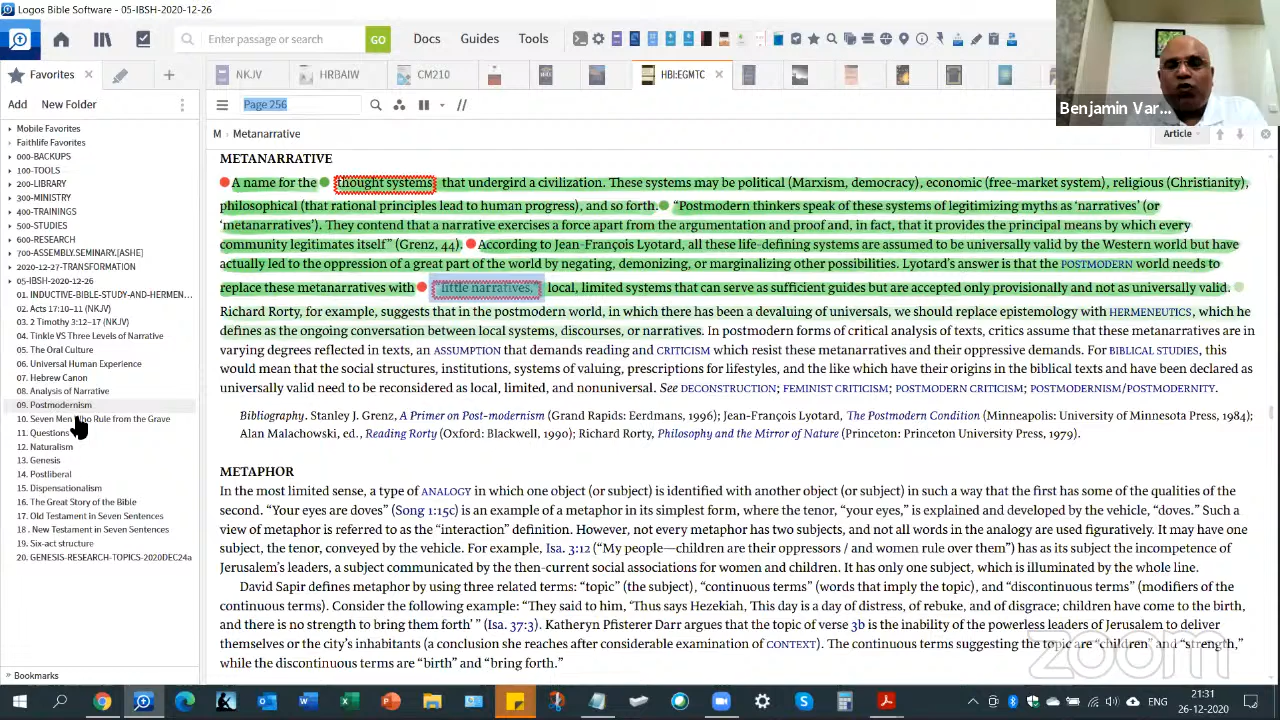 Logos Bible Software - 05-IBSH-2020-12-26
Enter passage or search
GO
Docs
Guides
Tools
Favorites
NKJV
HRBAIW
CM210
HBI:EGMTC
Add
New Folder
Page 256
M › Metanarrative
Article
Benjamin Var...
Mobile Favorites
Faithlife Favorites
000-BACKUPS
100-TOOLS
200-LIBRARY
300-MINISTRY
400-TRAININGS
500-STUDIES
600-RESEARCH
700-ASSEMBLY.SEMINARY.[ASHE]
2020-12-27-TRANSFORMATION
05-IBSH-2020-12-26
01. INDUCTIVE-BIBLE-STUDY-AND-HERMEN...
02. Acts 17:10–11 (NKJV)
03. 2 Timothy 3:12–17 (NKJV)
04. Tinkle VS Three Levels of Narrative
05. The Oral Culture
06. Universal Human Experience
07. Hebrew Canon
08. Analysis of Narrative
09. Postmodernism
10. Seven Men Who Rule from the Grave
11. Questions
12. Naturalism
13. Genesis
14. Postliberal
15. Dispensationalism
16. The Great Story of the Bible
17. Old Testament in Seven Sentences
18 . New Testament in Seven Sentences
19. Six-act structure
20. GENESIS-RESEARCH-TOPICS-2020DEC24a
Bookmarks
METANARRATIVE
A name for the thought systems that undergird a civilization. These systems may be political (Marxism, democracy), economic (free-market system), religious (Christianity),
philosophical (that rational principles lead to human progress), and so forth. “Postmodern thinkers speak of these systems of legitimizing myths as ‘narratives’ (or
‘metanarratives’). They contend that a narrative exercises a force apart from the argumentation and proof and, in fact, that it provides the principal means by which every
community legitimates itself” (Grenz, 44). According to Jean-François Lyotard, all these life-defining systems are assumed to be universally valid by the Western world but have
actually led to the oppression of a great part of the world by negating, demonizing, or marginalizing other possibilities. Lyotard’s answer is that the POSTMODERN world needs to
replace these metanarratives with “little narratives,” local, limited systems that can serve as sufficient guides but are accepted only provisionally and not as universally valid.
Richard Rorty, for example, suggests that in the postmodern world, in which there has been a devaluing of universals, we should replace epistemology with HERMENEUTICS, which he
defines as the ongoing conversation between local systems, discourses, or narratives. In postmodern forms of critical analysis of texts, critics assume that these metanarratives are in
varying degrees reflected in texts, an ASSUMPTION that demands reading and CRITICISM which resist these metanarratives and their oppressive demands. For BIBLICAL STUDIES, this
would mean that the social structures, institutions, systems of valuing, prescriptions for lifestyles, and the like which have their origins in the biblical texts and have been declared as
universally valid need to be reconsidered as local, limited, and nonuniversal. See DECONSTRUCTION; FEMINIST CRITICISM; POSTMODERN CRITICISM; POSTMODERNISM/POSTMODERNITY.
Bibliography. Stanley J. Grenz, A Primer on Post-modernism (Grand Rapids: Eerdmans, 1996); Jean-François Lyotard, The Postmodern Condition (Minneapolis: University of Minnesota Press, 1984);
Alan Malachowski, ed., Reading Rorty (Oxford: Blackwell, 1990); Richard Rorty, Philosophy and the Mirror of Nature (Princeton: Princeton University Press, 1979).
METAPHOR
In the most limited sense, a type of ANALOGY in which one object (or subject) is identified with another object (or subject) in such a way that the first has some of the qualities of the
second. “Your eyes are doves” (Song 1:15c) is an example of a metaphor in its simplest form, where the tenor, “your eyes,” is explained and developed by the vehicle, “doves.” Such a
view of metaphor is referred to as the “interaction” definition. However, not every metaphor has two subjects, and not all words in the analogy are used figuratively. It may have one
subject, the tenor, conveyed by the vehicle. For example, Isa. 3:12 (“My people—children are their oppressors / and women rule over them”) has as its subject the incompetence of
Jerusalem’s leaders, a subject communicated by the then-current social associations for women and children. It has only one subject, which is illuminated by the whole line.
David Sapir defines metaphor by using three related terms: “topic” (the subject), “continuous terms” (words that imply the topic), and “discontinuous terms” (modifiers of the
continuous terms). Consider the following example: “They said to him, ‘Thus says Hezekiah, This day is a day of distress, of rebuke, and of disgrace; children have come to the birth,
and there is no strength to bring them forth’ ” (Isa. 37:3). Katheryn Pfisterer Darr argues that the topic of verse 3b is the inability of the powerless leaders of Jerusalem to deliver
themselves or the city’s inhabitants (a conclusion she reaches after considerable examination of CONTEXT). The continuous terms suggesting the topic are “children” and “strength,”
while the discontinuous terms are “birth” and “bring forth.”
WATCH LIVE
ENG
21:31
26-12-2020